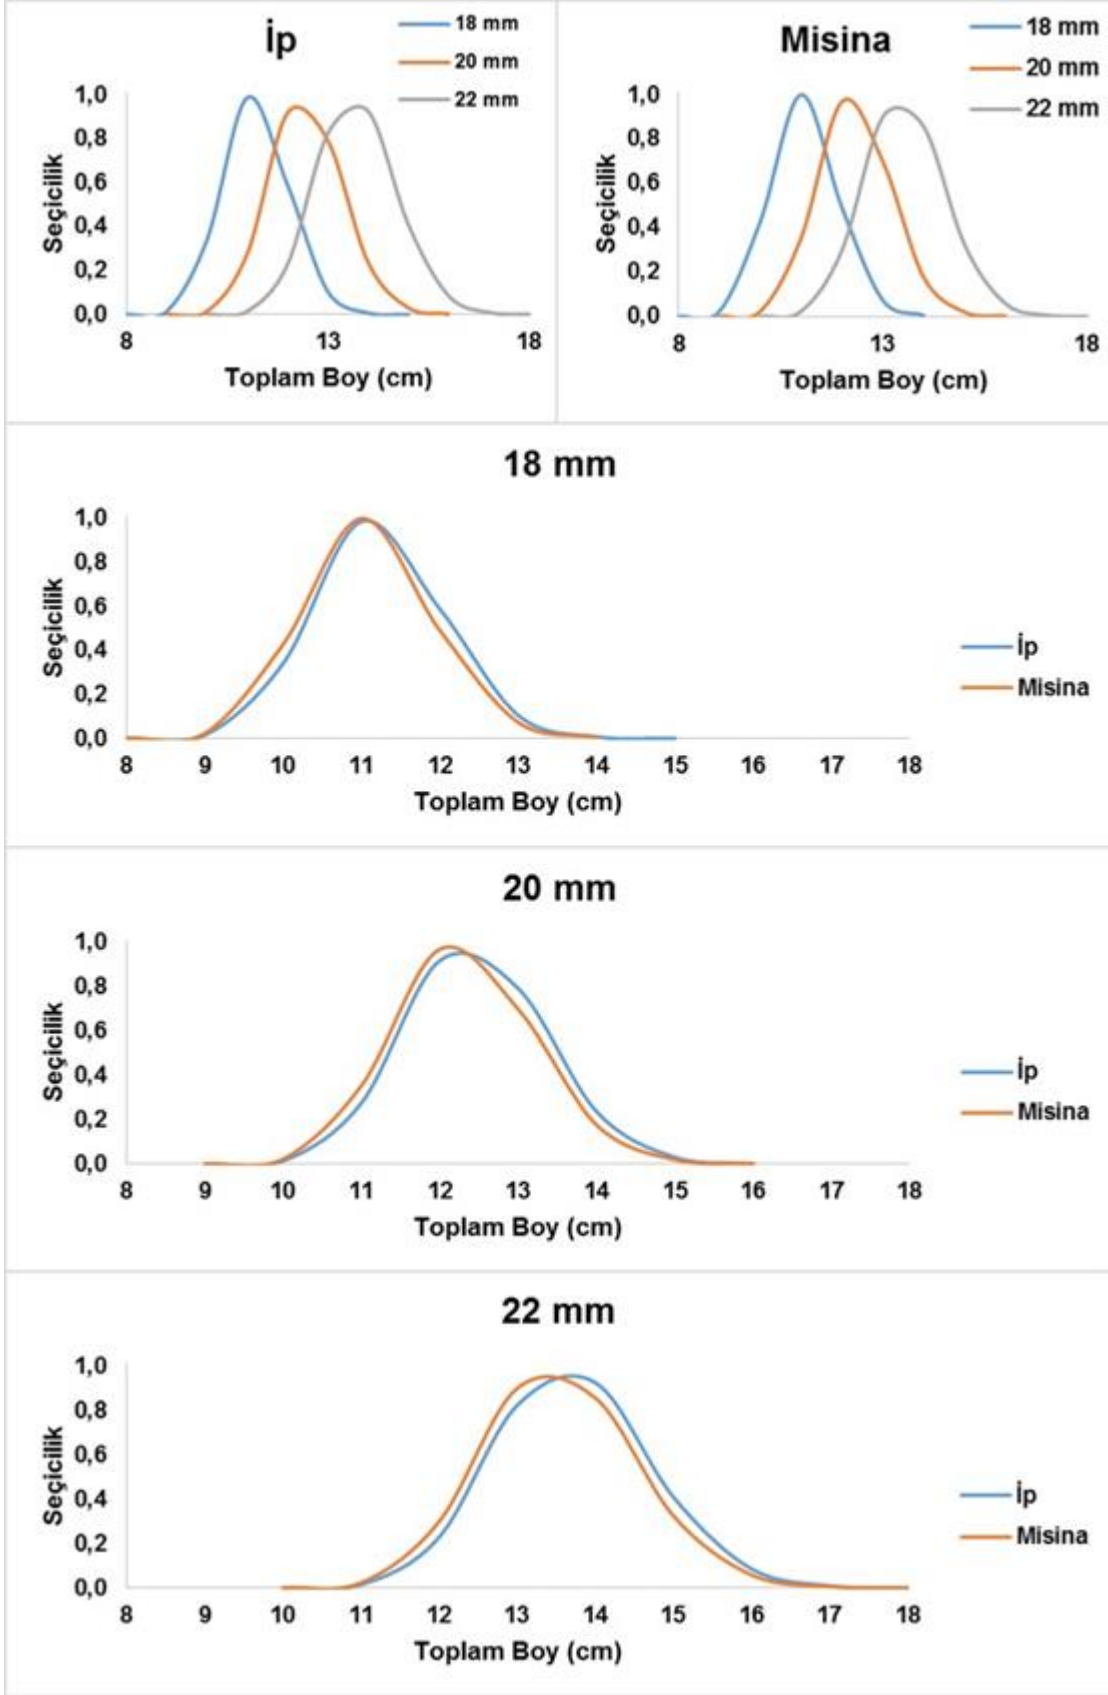 İp
18 mm
20 mm
22 mm
1,0
0,8
0,6
0,4
0,2
0,0
Seçicilik
8 13 18
Toplam Boy (cm)
Misina
18 mm
20 mm
22 mm
1,0
0,8
0,6
0,4
0,2
0,0
Seçicilik
8 13 18
Toplam Boy (cm)
18 mm
1,0
0,8
0,6
0,4
0,2
0,0
Seçicilik
8 9 10 11 12 13 14 15 16 17 18
Toplam Boy (cm)
İp
Misina
20 mm
1,0
0,8
0,6
0,4
0,2
0,0
Seçicilik
8 9 10 11 12 13 14 15 16 17 18
Toplam Boy (cm)
İp
Misina
22 mm
1,0
0,8
0,6
0,4
0,2
0,0
Seçicilik
8 9 10 11 12 13 14 15 16 17 18
Toplam Boy (cm)
İp
Misina